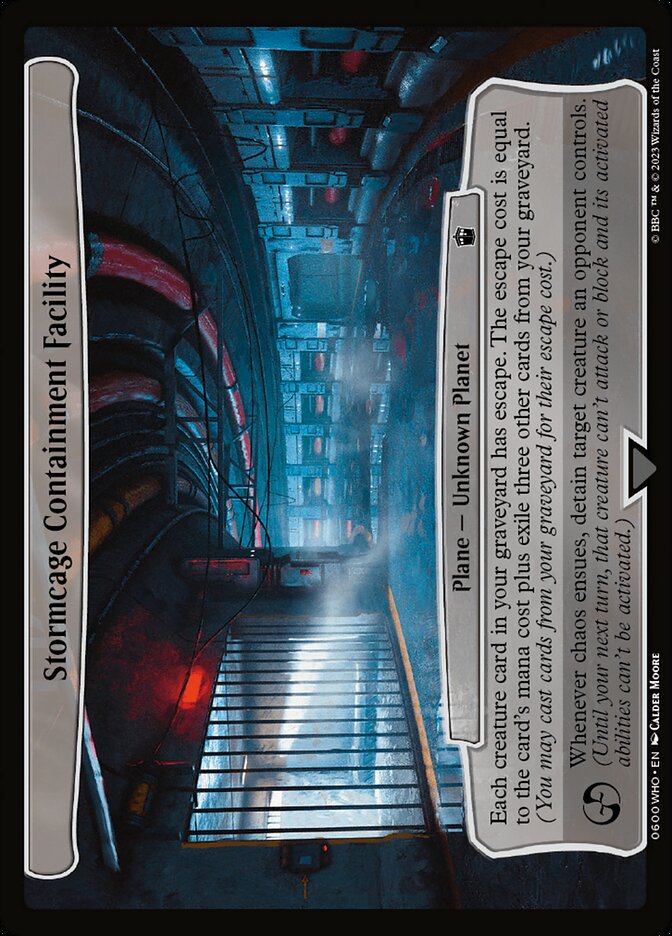 Stormcage Containment Facility
Plane — Unknown Planet
Each creature card in your graveyard has escape. The escape cost is equal
to the card's mana cost plus exile three other cards from your graveyard.
(You may cast cards from your graveyard for their escape cost.)
Whenever chaos ensues, detain target creature an opponent controls.
(Until your next turn, that creature can't attack or block and its activated
abilities can't be activated.)
0600 WHO • EN CALDER MOORE
© BBC ™ & © 2023 Wizards of the Coast